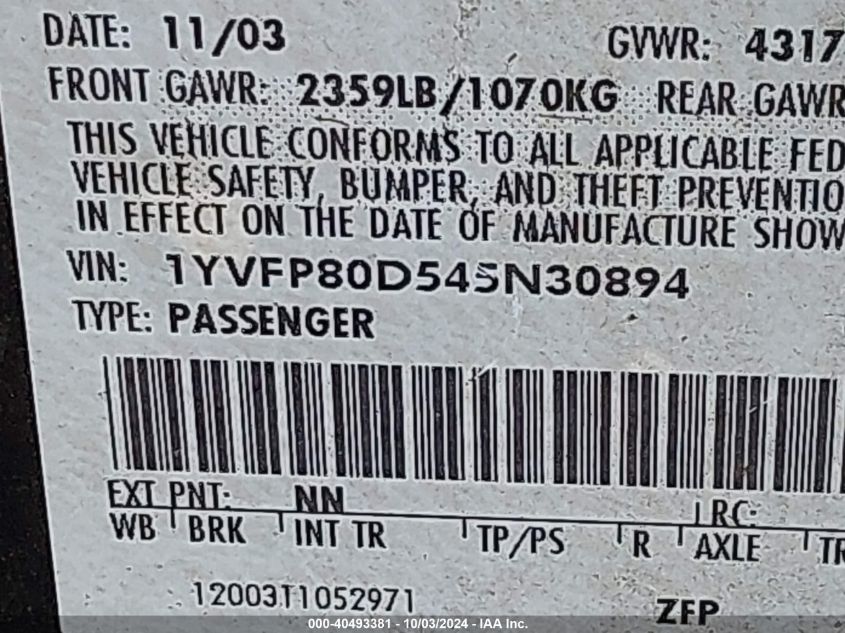 DATE: 11/03 GVWR: 4317
FRONT GAWR: 2359LB/1070KG REAR GAWR
THIS VEHICLE CONFORMS TO ALL APPLICABLE FED
VEHICLE SAFETY, BUMPER, AND THEFT PREVENTIO
IN EFFECT ON THE DATE OF MANUFACTURE SHOW
VIN: 1YVFP80D545N30894
TYPE: PASSENGER
EXT PNT: NN RC:
WB BRK INT TR TP/PS R AXLE TR
12003T1052971 ZFP
000-40493381 - 10/03/2024 - IAA Inc.